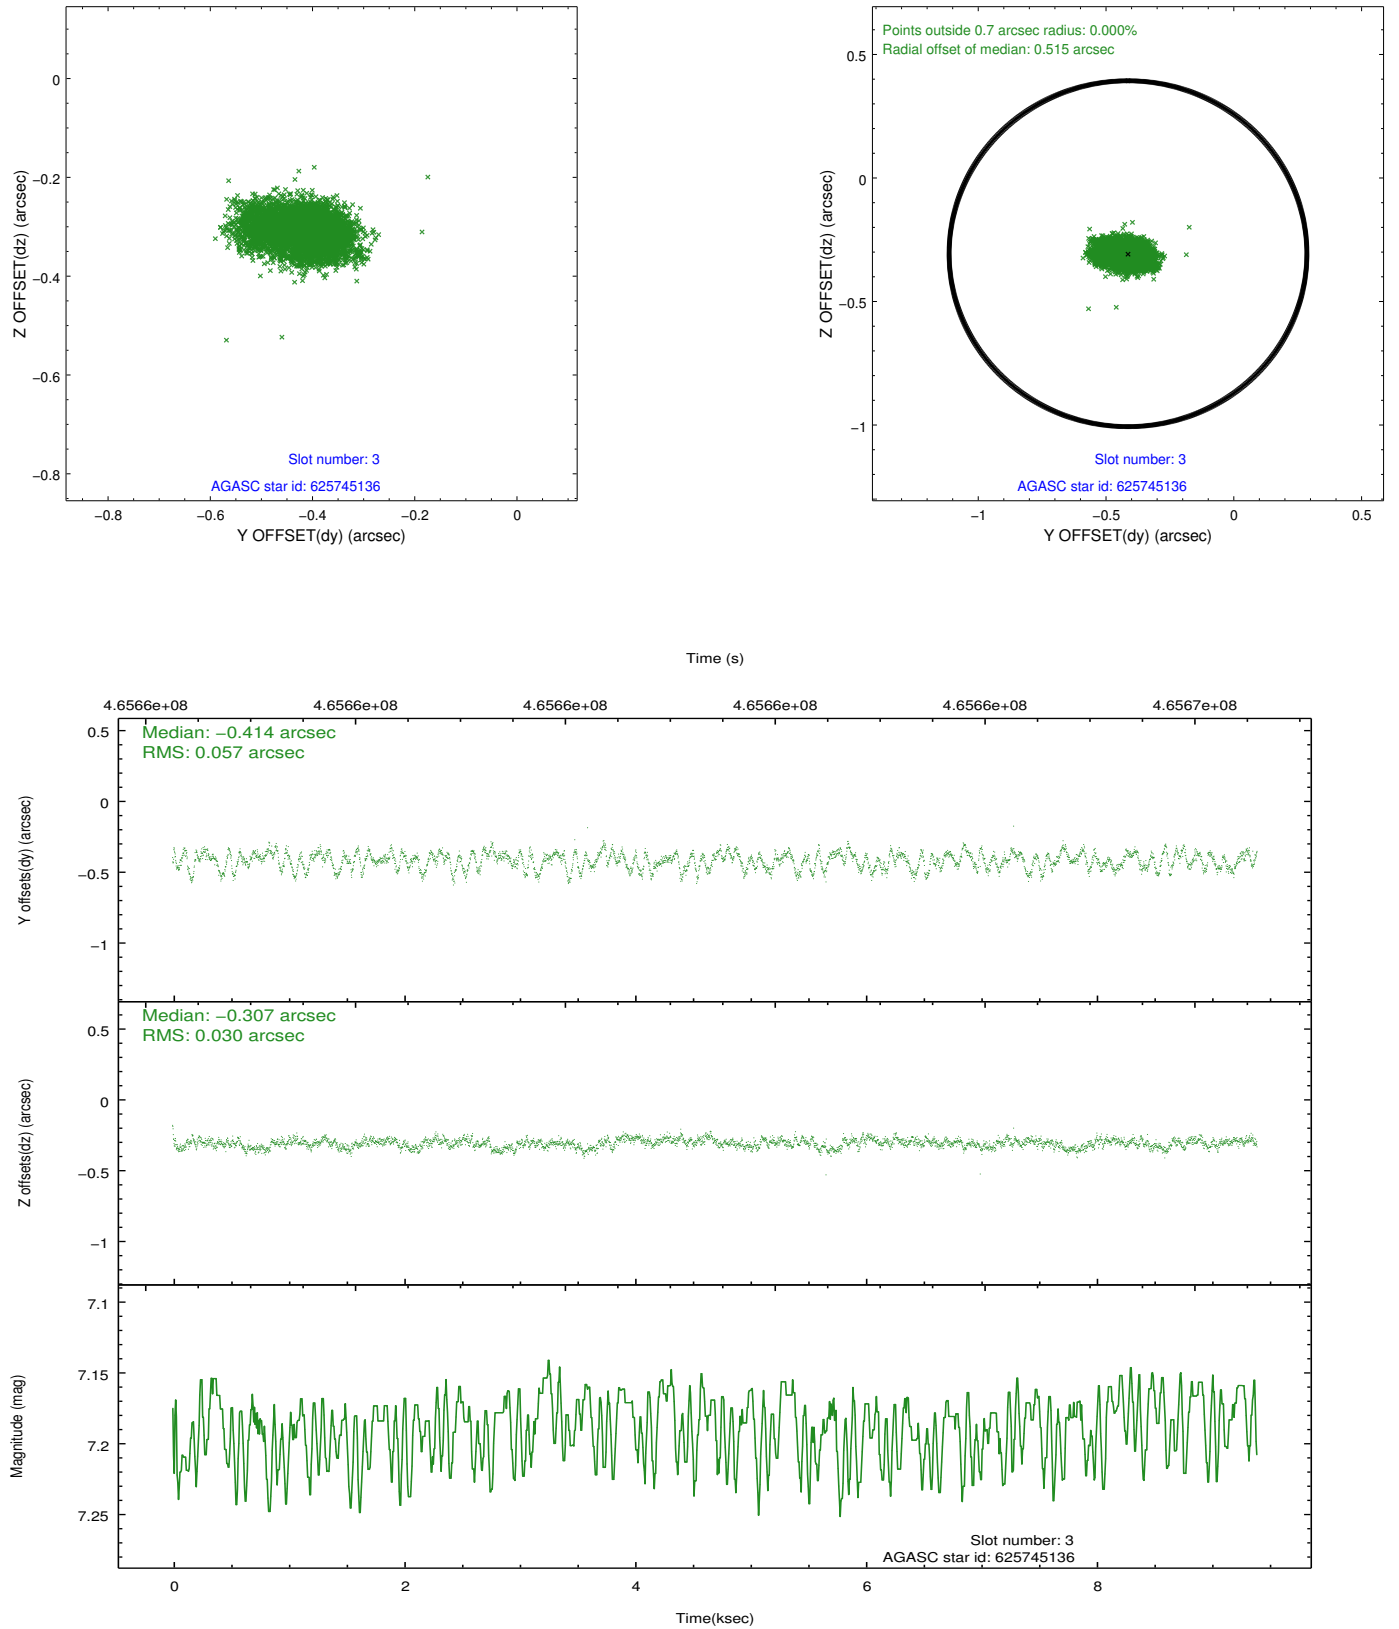 0
−0.2
−0.4
−0.6
−0.8
Z OFFSET(dz) (arcsec)
Slot number: 3
AGASC star id: 625745136
−0.8 −0.6 −0.4 −0.2 0
Y OFFSET(dy) (arcsec)
Points outside 0.7 arcsec radius: 0.000%
Radial offset of median: 0.515 arcsec
0.5
0
−0.5
−1
Z OFFSET(dz) (arcsec)
Slot number: 3
AGASC star id: 625745136
−1 −0.5 0 0.5
Y OFFSET(dy) (arcsec)
Time (s)
4.6566e+08 4.6566e+08 4.6566e+08 4.6566e+08 4.6566e+08 4.6567e+08
Median: −0.414 arcsec
RMS: 0.057 arcsec
0.5
0
−0.5
−1
Y offsets(dy) (arcsec)
Median: −0.307 arcsec
RMS: 0.030 arcsec
0.5
0
−0.5
−1
Z offsets(dz) (arcsec)
7.1
7.15
7.2
7.25
Magnitude (mag)
Slot number: 3
AGASC star id: 625745136
0 2 4 6 8
Time(ksec)